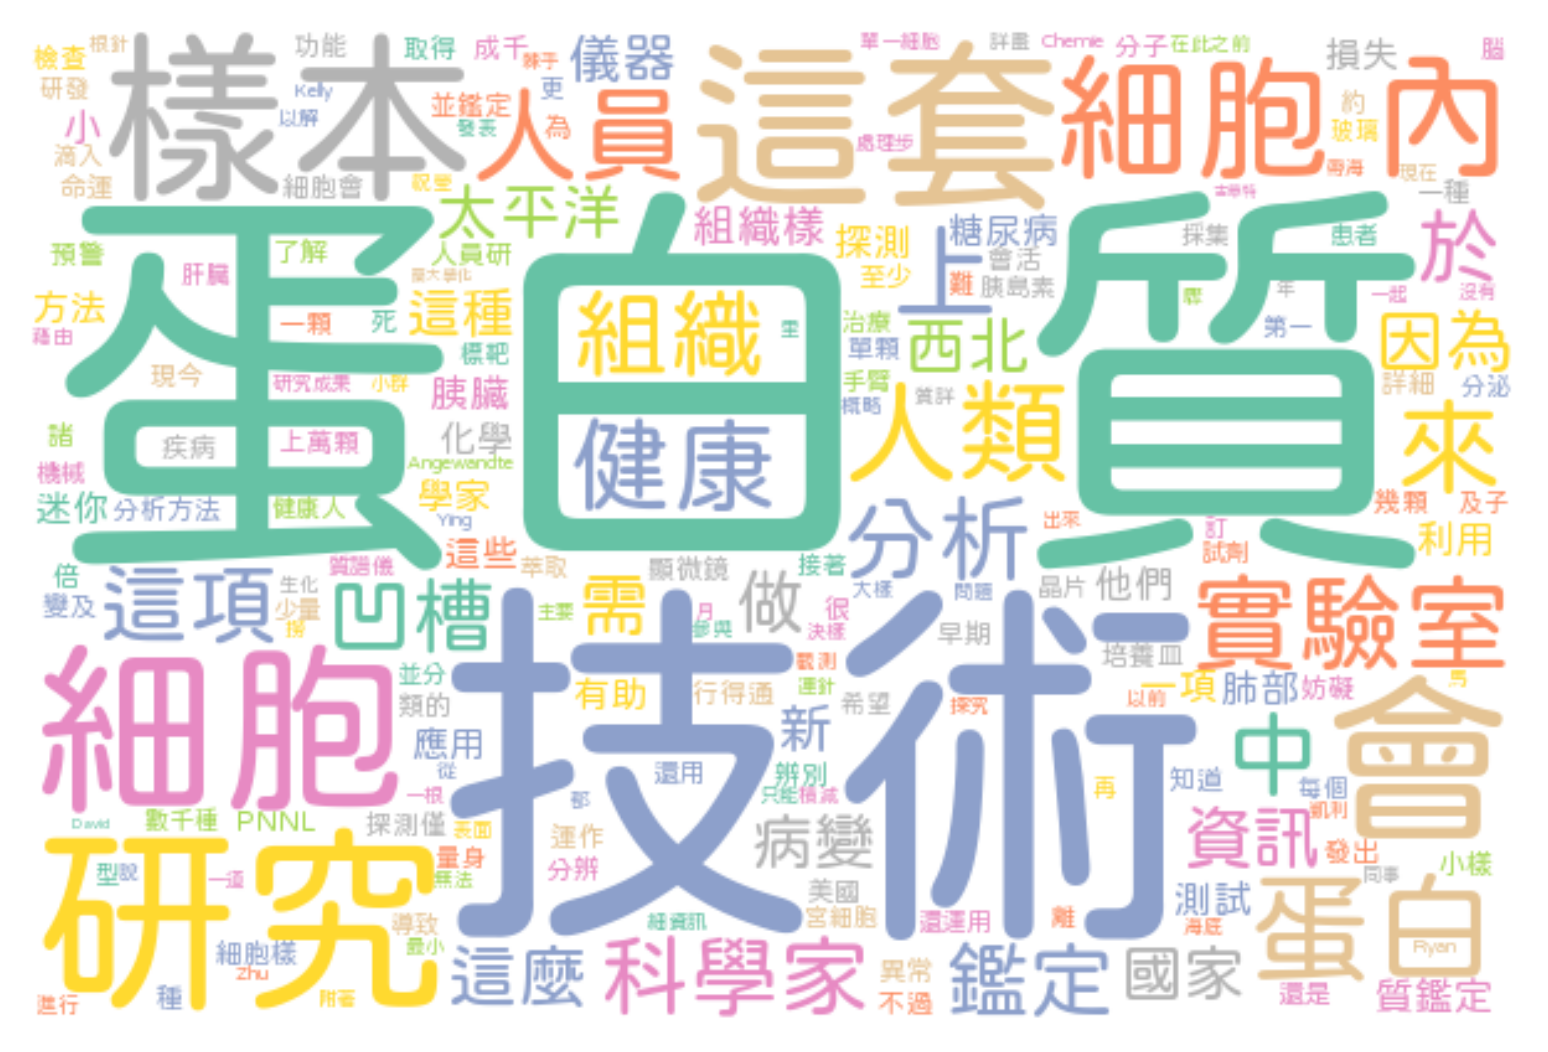 檢查
根針
功能
取得
成千
棘手
儀器
單一細胞
詳盡
Chemie
分子
在此之前
損失
腦
研發
樣本
Kelly
更
並鑑定
人員
這套
細胞內
約
小
以解
發表
為
玻璃
滴入
處理步
現在
命運
細胞會
一種
太平洋
組織樣
探測
糖尿病
上
採集
患者
於
預警
了解
人員研
至少
會活
難
胰島素
肝臟
蛋白質
年
一起
沒有
方法
一顆
死
這種
組織
里
治療
西北
第一
因為
藉由
標靶
單顆
現今
研究成果
小群
胰臟
手臂
概略
質詳
人類
詳細
分泌
諸
疾病
上萬顆
化學
健康
來
機械
Angewandte
學家
迷你
分析方法
健康人
Ying
分析
出來
訂
幾顆
及子
這些
試劑
利用
倍
質譜儀
萃取
顯微鏡
接著
變及
這項
生化
少量
凹槽
主要
需
月
參與
做
很
決樣
大樣
問題
晶片
他們
早期
實驗室
培養皿
細胞
並分
類的
有助
行得通
觀測
運針
希望
探究
以前
一項
肺部
妨礙
馬
應用
從
技術
新
還用
辨別
中
會
知道
每個
一根
都
只能
積減
再
凱利
David
數千種
PNNL
探測僅
表面
運作
病變
資訊
發出
研究
型
說
一道
量身
無法
分辨
美國
同事
小樣
導致
細資訊
宮細胞
還運用
離
測試
海底
蛋白
Ryan
細胞樣
最小
Zhu
進行
種
附著
這麼
科學家
異常
不過
鑑定
國家
還是
質鑑定